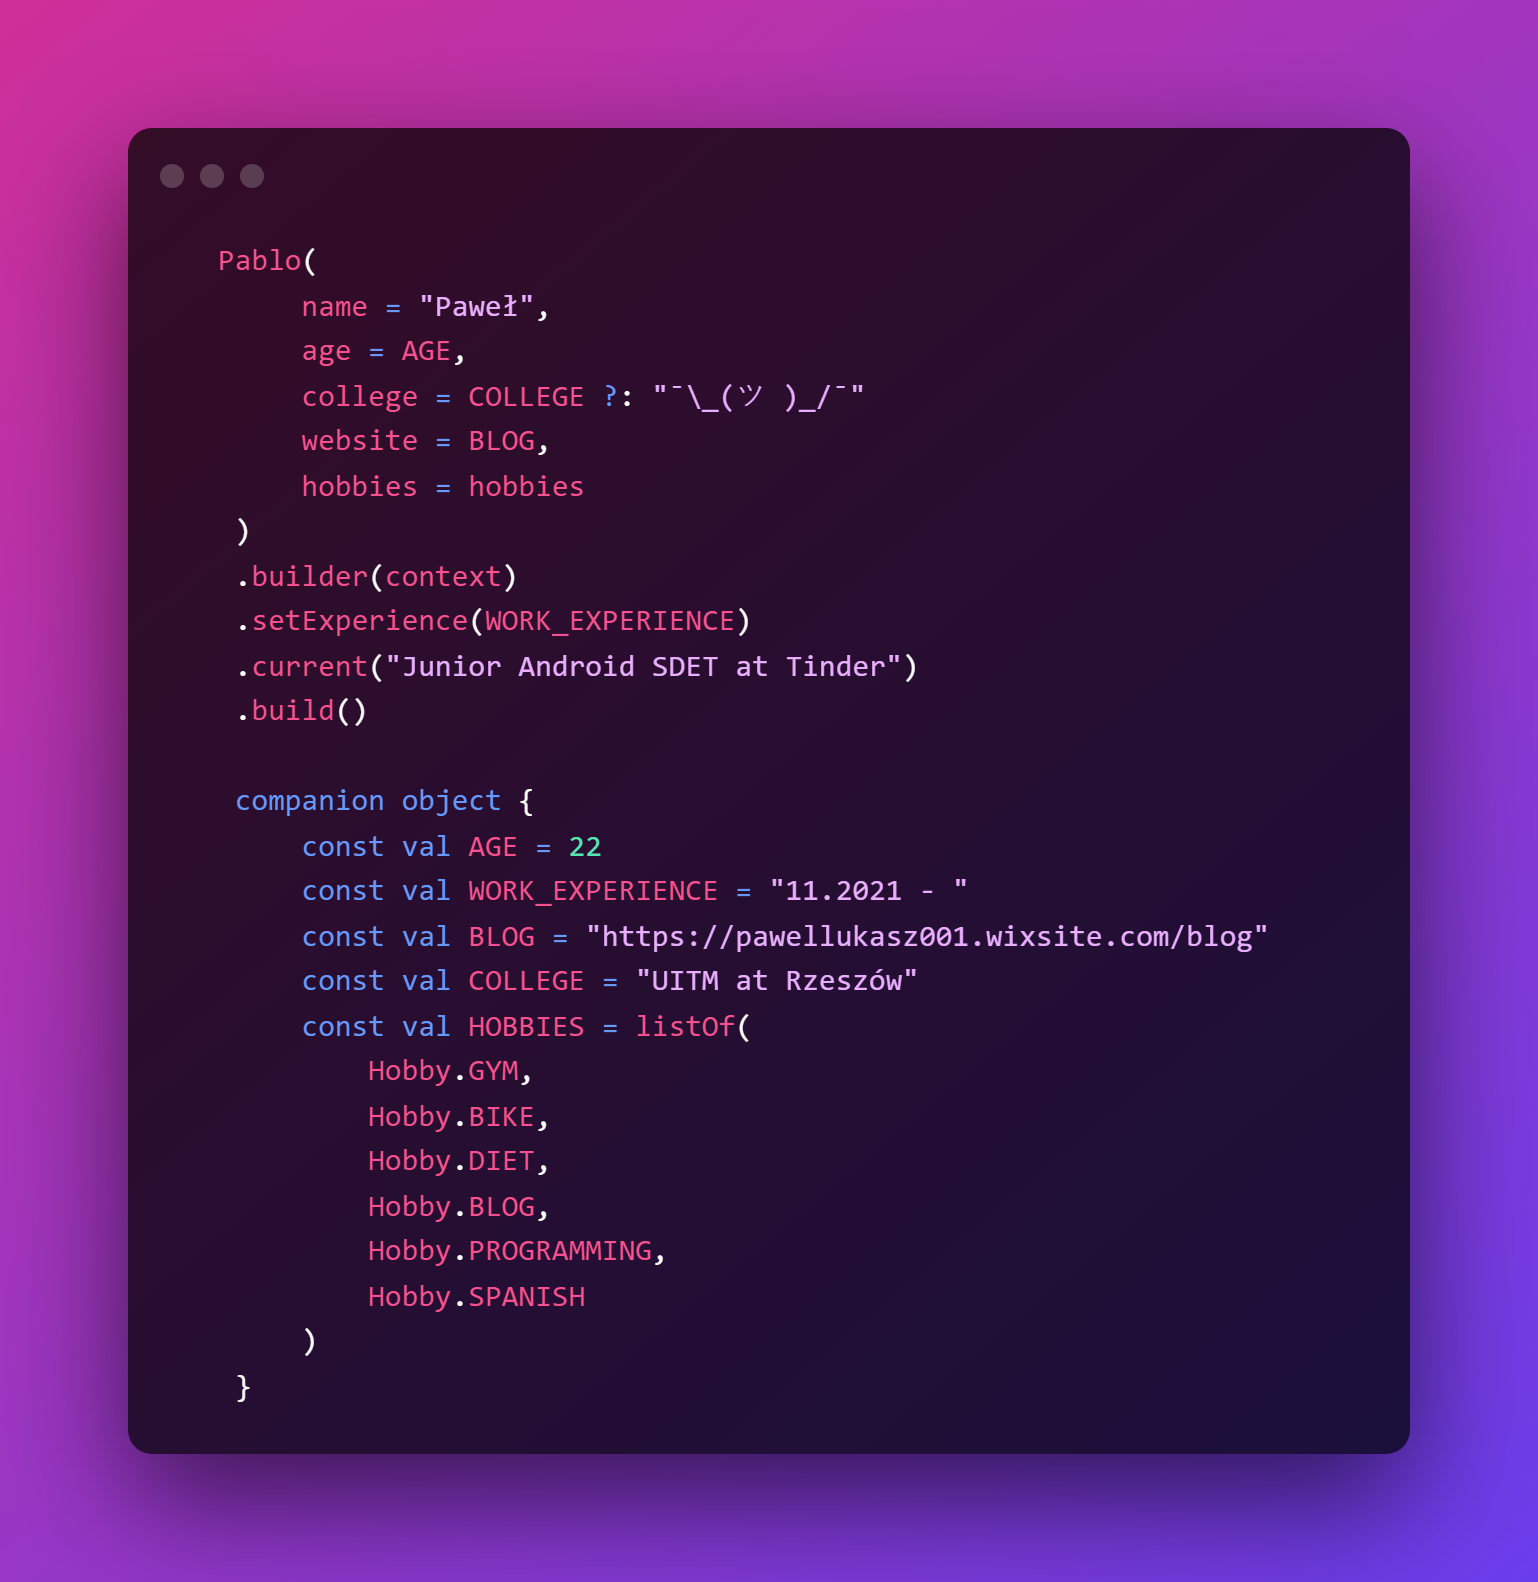 Pablo(
name = "Paweł",
age = AGE,
college = COLLEGE ?: "¯\_(ツ )_/¯"
website = BLOG,
hobbies = hobbies
)
.builder(context)
.setExperience(WORK_EXPERIENCE)
.current("Junior Android SDET at Tinder")
.build()
companion object {
const val AGE = 22
const val WORK_EXPERIENCE = "11.2021 - "
const val BLOG = "https://pawellukasz001.wixsite.com/blog"
const val COLLEGE = "UITM at Rzeszów"
const val HOBBIES = listOf(
Hobby.GYM,
Hobby.BIKE,
Hobby.DIET,
Hobby.BLOG,
Hobby.PROGRAMMING,
Hobby.SPANISH
)
}